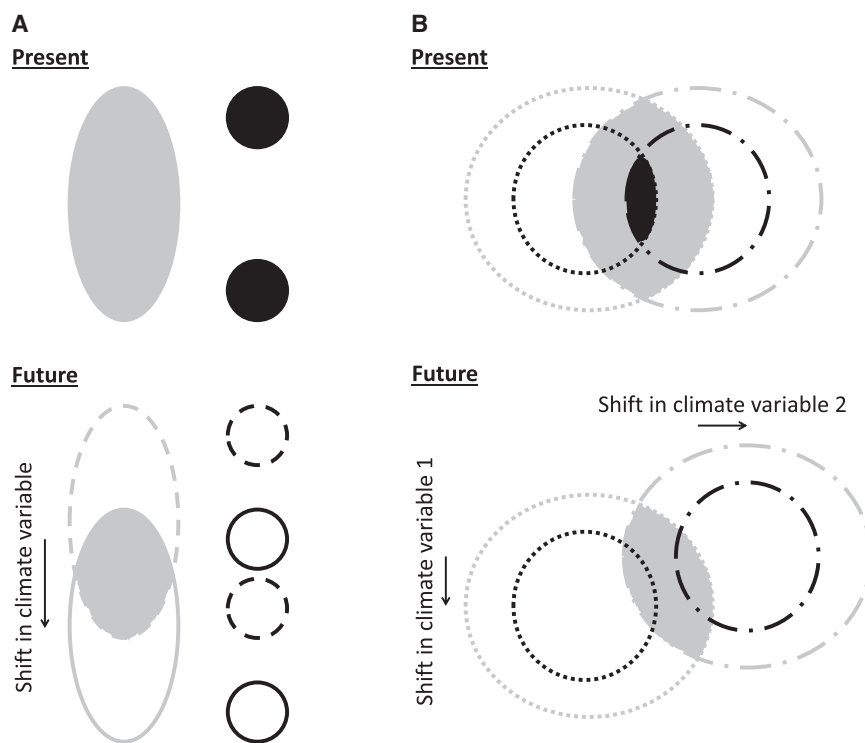 A
Present
Future
Shift in climate variable
B
Present
Future
Shift in climate variable 2
Shift in climate variable 1